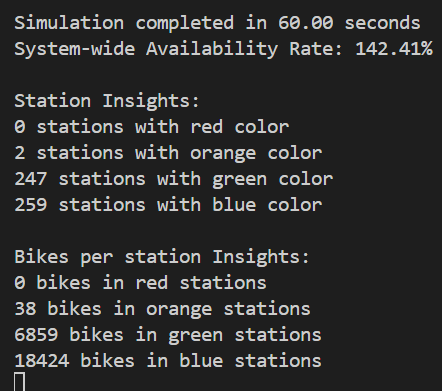 Simulation completed in 60.00 seconds
System-wide Availability Rate: 142.41%
Station Insights:
0 stations with red color
2 stations with orange color
247 stations with green color
259 stations with blue color
Bikes per station Insights:
0 bikes in red stations
38 bikes in orange stations
6859 bikes in green stations
18424 bikes in blue stations